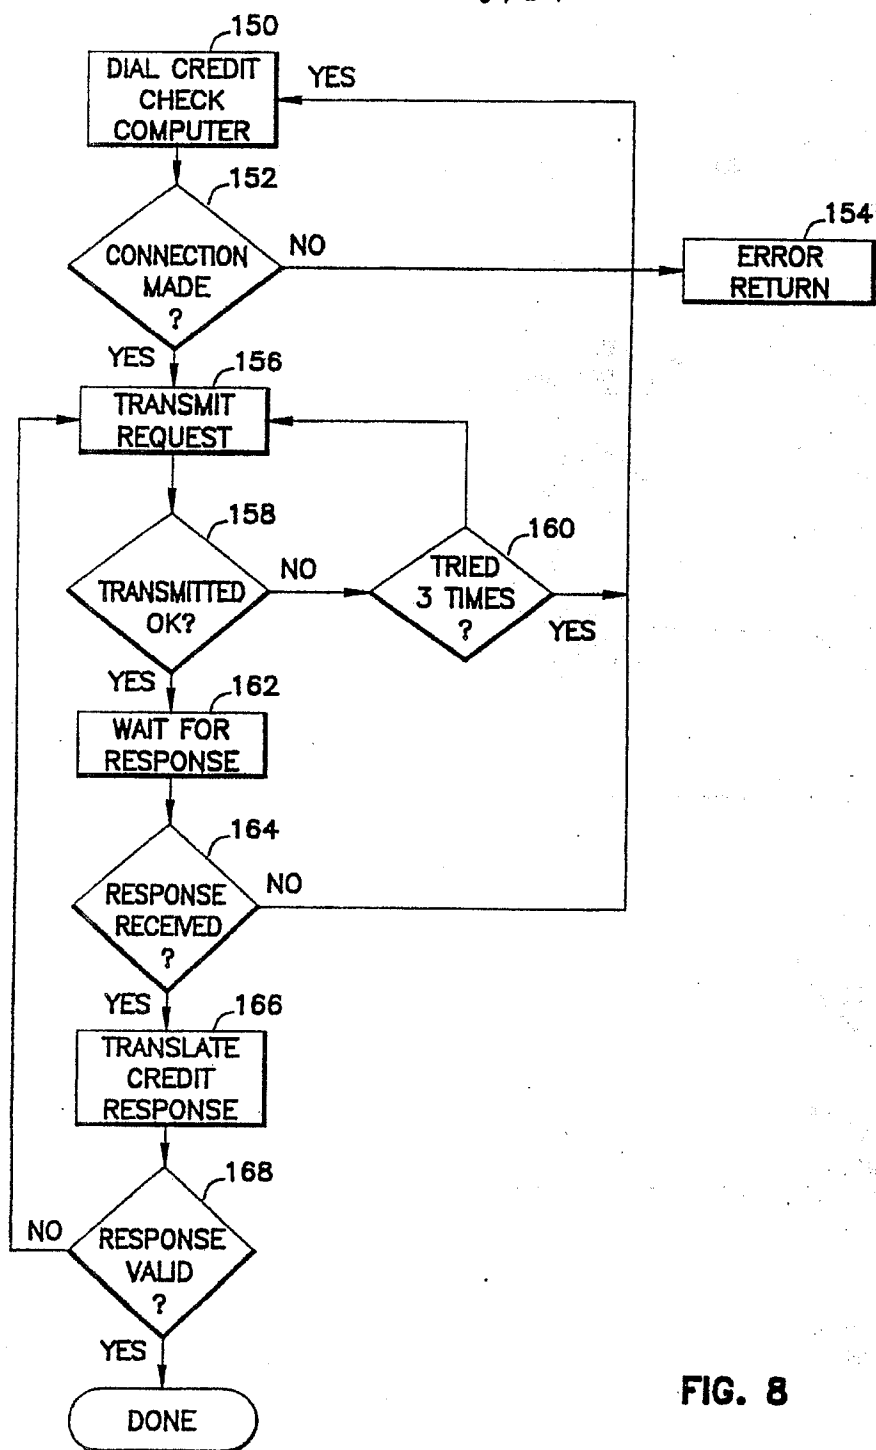 150
DIAL CREDIT
CHECK
COMPUTER
YES
152
CONNECTION
MADE
?
NO
154
ERROR
RETURN
YES
156
TRANSMIT
REQUEST
158
TRANSMITTED
OK?
NO
160
TRIED
3 TIMES
?
YES
YES
162
WAIT FOR
RESPONSE
164
RESPONSE
RECEIVED
?
NO
YES
166
TRANSLATE
CREDIT
RESPONSE
168
RESPONSE
VALID
?
NO
YES
DONE
FIG. 8